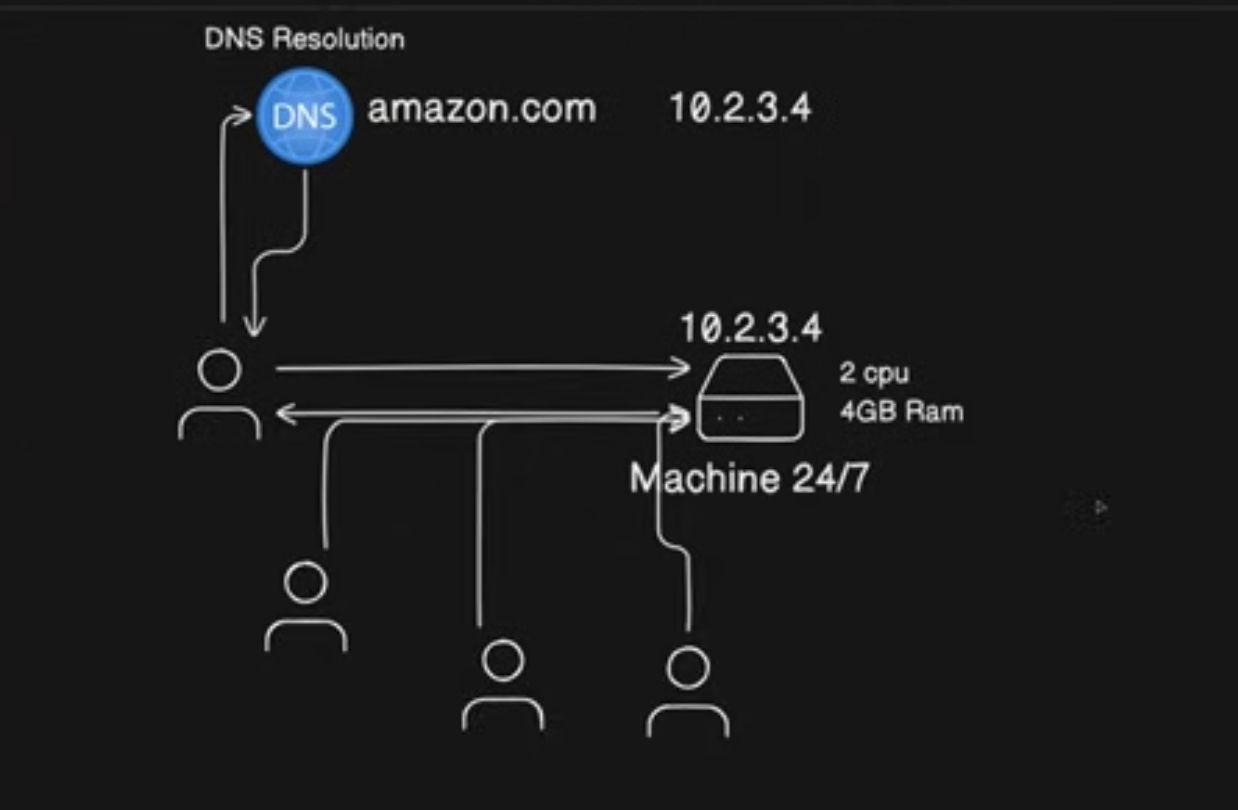 DNS Resolution
DNS
amazon.com 10.2.3.4
10.2.3.4
2 cpu
4GB Ram
Machine 24/7